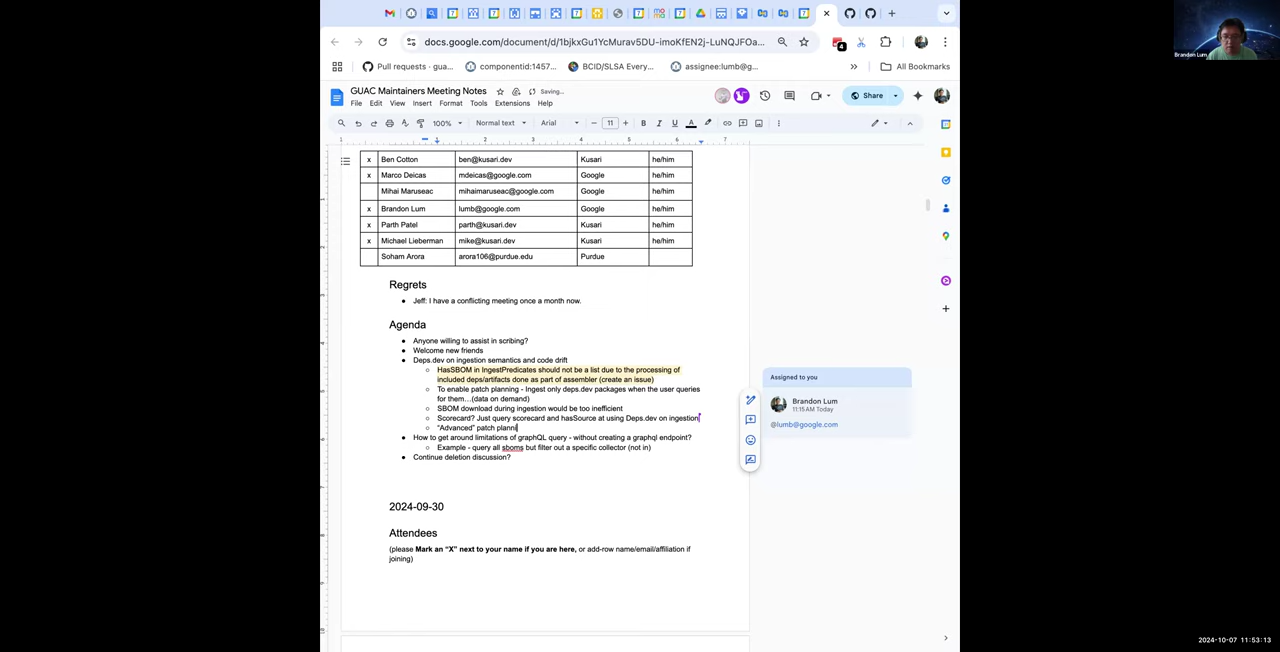 docs.google.com/document/d/1bjkxGu1YcMurav5DU-imoKfEN2j-LuNQJFOa...
4
Pull requests · gua...
componentid:1457...
BCID/SLSA Every...
assignee:lumb@g...
All Bookmarks
GUAC Maintainers Meeting Notes
Saving...
File Edit View Insert Format Tools Extensions Help
Share
100%
Normal text
Arial
11
x Ben Cotton ben@kusari.dev Kusari he/him
x Marco Deicas mdeicas@google.com Google he/him
Mihai Maruseac mihaimaruseac@google.com Google he/him
x Brandon Lum lumb@google.com Google he/him
x Parth Patel parth@kusari.dev Kusari he/him
x Michael Lieberman mike@kusari.dev Kusari he/him
Soham Arora arora106@purdue.edu Purdue
Regrets
Jeff: I have a conflicting meeting once a month now.
Agenda
Anyone willing to assist in scribing?
Welcome new friends
Deps.dev on ingestion semantics and code drift
HasSBOM in IngestPredicates should not be a list due to the processing of
included deps/artifacts done as part of assembler (create an issue)
To enable patch planning - Ingest only deps.dev packages when the user queries
for them…(data on demand)
SBOM download during ingestion would be too inefficient
Scorecard? Just query scorecard and hasSource at using Deps.dev on ingestion
“Advanced” patch planni
How to get around limitations of graphQL query - without creating a graphql endpoint?
Example - query all sboms but filter out a specific collector (not in)
Continue deletion discussion?
2024-09-30
Attendees
(please Mark an “X” next to your name if you are here, or add-row name/email/affiliation if
joining)
Assigned to you
Brandon Lum
11:15 AM Today
@lumb@google.com
Brandon Lum
2024-10-07 11:53:13